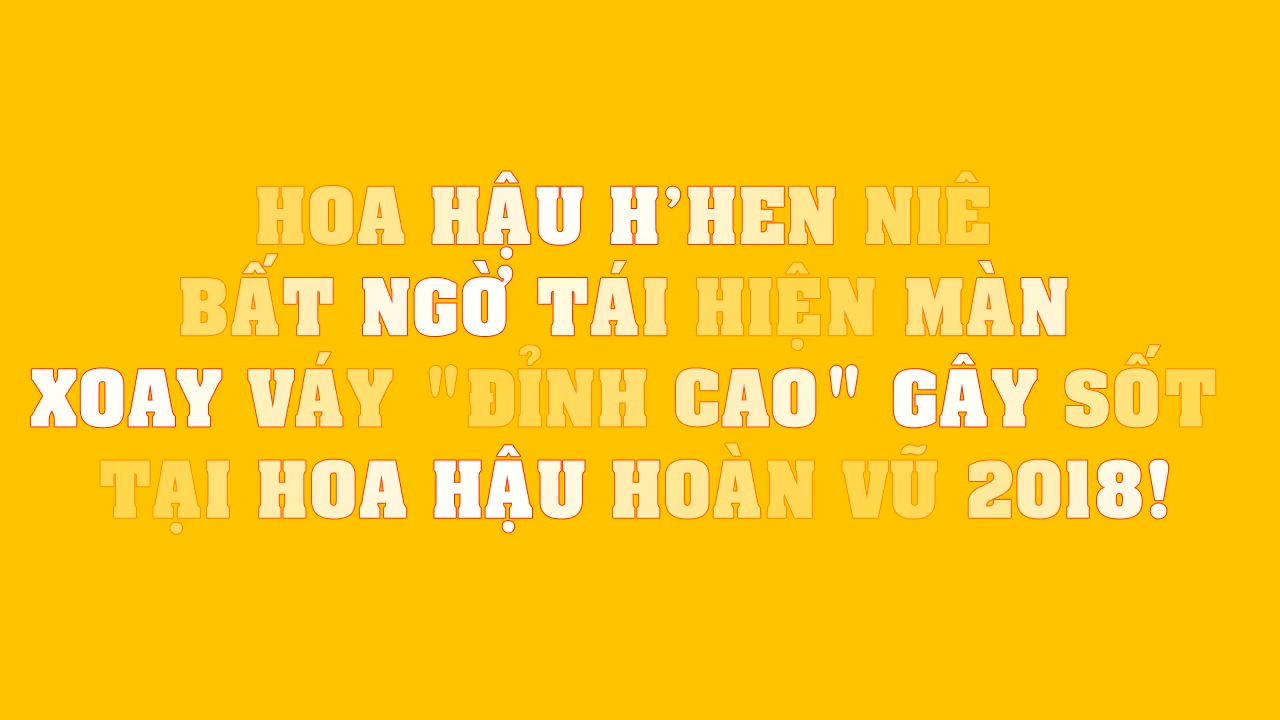 HOA HẬU H’HEN NIÊ
BẤT NGỜ TÁI HIỆN MÀN
XOAY VÁY "ĐỈNH CAO" GÂY SỐT
TẠI HOA HẬU HOÀN VŨ 2018!